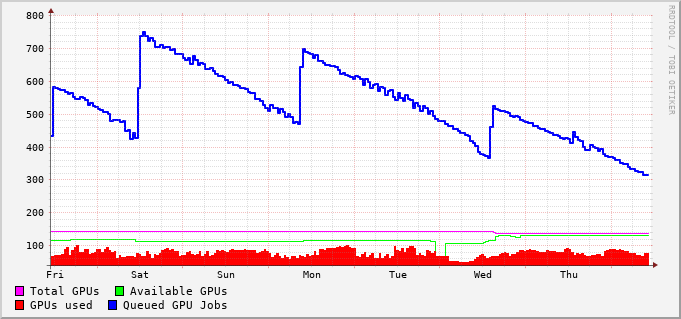 800
700
600
500
400
300
200
100
Fri Sat Sun Mon Tue Wed Thu
Total GPUs Available GPUs
GPUs used Queued GPU Jobs
RRDTOOL / TOBI OETIKER